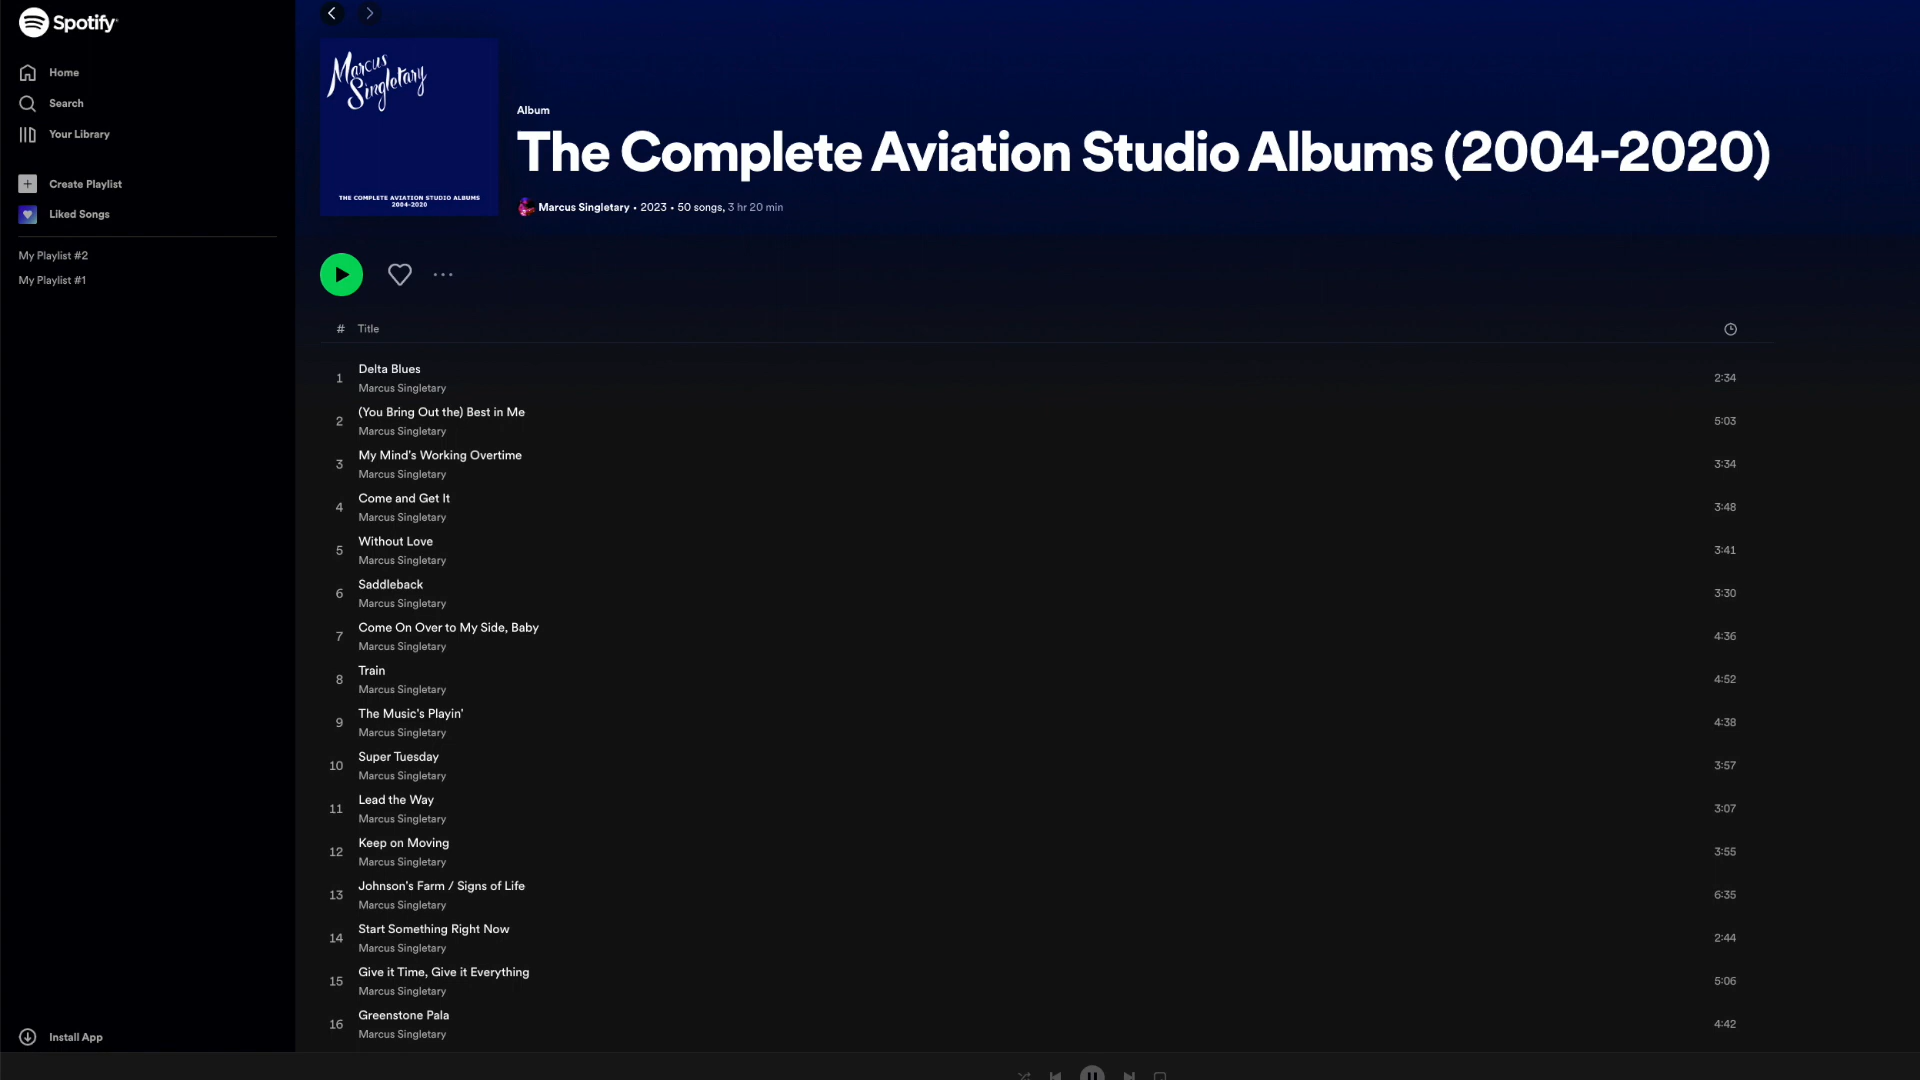 Spotify
Home
Search
Your Library
Create Playlist
Liked Songs
My Playlist #2
My Playlist #1
Install App
Marcus
Singletary
THE COMPLETE AVIATION STUDIO ALBUMS
2004-2020
Album
The Complete Aviation Studio Albums (2004-2020)
Marcus Singletary • 2023 • 50 songs, 3 hr 20 min
# Title
1 Delta Blues 2:34
Marcus Singletary
2 (You Bring Out the) Best in Me 5:03
Marcus Singletary
3 My Mind's Working Overtime 3:34
Marcus Singletary
4 Come and Get It 3:48
Marcus Singletary
5 Without Love 3:41
Marcus Singletary
6 Saddleback 3:30
Marcus Singletary
7 Come On Over to My Side, Baby 4:36
Marcus Singletary
8 Train 4:52
Marcus Singletary
9 The Music's Playin' 4:38
Marcus Singletary
10 Super Tuesday 3:57
Marcus Singletary
11 Lead the Way 3:07
Marcus Singletary
12 Keep on Moving 3:55
Marcus Singletary
13 Johnson's Farm / Signs of Life 6:35
Marcus Singletary
14 Start Something Right Now 2:44
Marcus Singletary
15 Give it Time, Give it Everything 5:06
Marcus Singletary
16 Greenstone Pala 4:42
Marcus Singletary